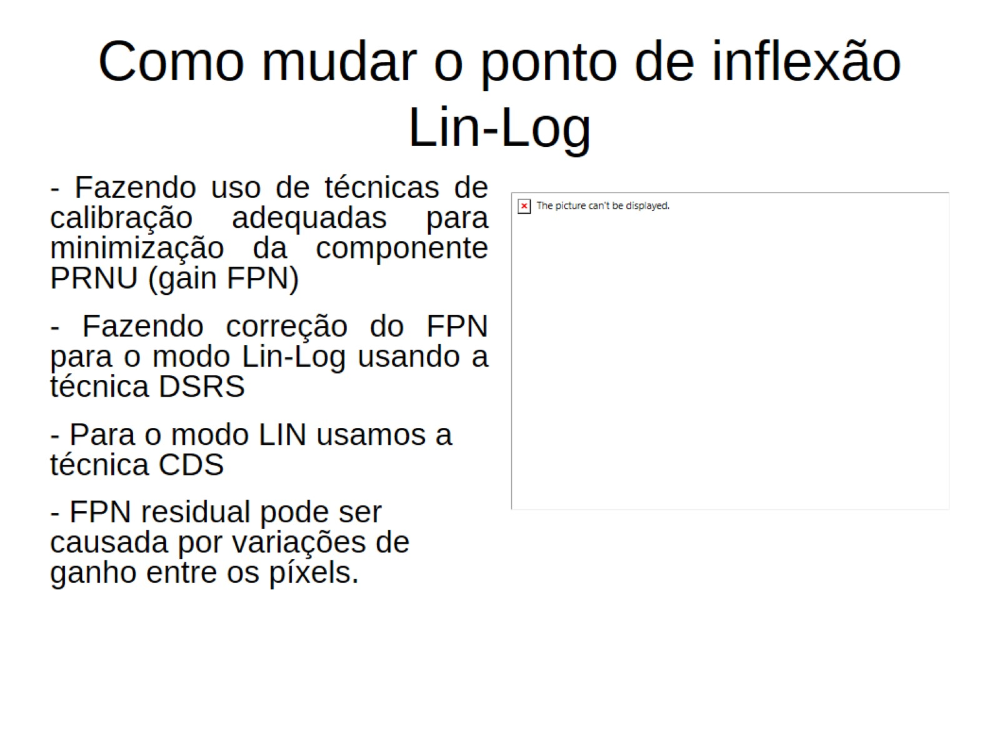 Como mudar o ponto de inflexão
Lin-Log
- Fazendo uso de técnicas de
calibração adequadas para
minimização da componente
PRNU (gain FPN)
- Fazendo correção do FPN
para o modo Lin-Log usando a
técnica DSRS
- Para o modo LIN usamos a
técnica CDS
- FPN residual pode ser
causada por variações de
ganho entre os píxels.
The picture can't be displayed.